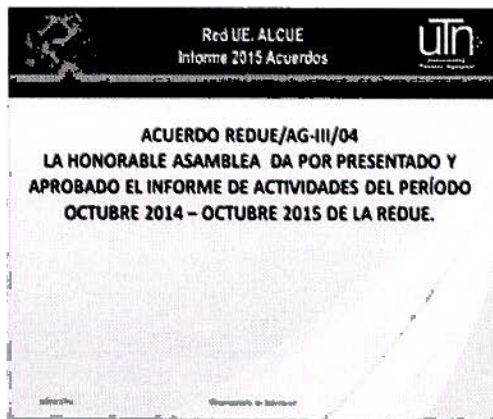 Red UE. ALCUE
Informe 2015 Acuerdos
uTn
ACUERDO REDUE/AG-III/04
LA HONORABLE ASAMBLEA DA POR PRESENTADO Y
APROBADO EL INFORME DE ACTIVIDADES DEL PERÍODO
OCTUBRE 2014 – OCTUBRE 2015 DE LA REDUE.